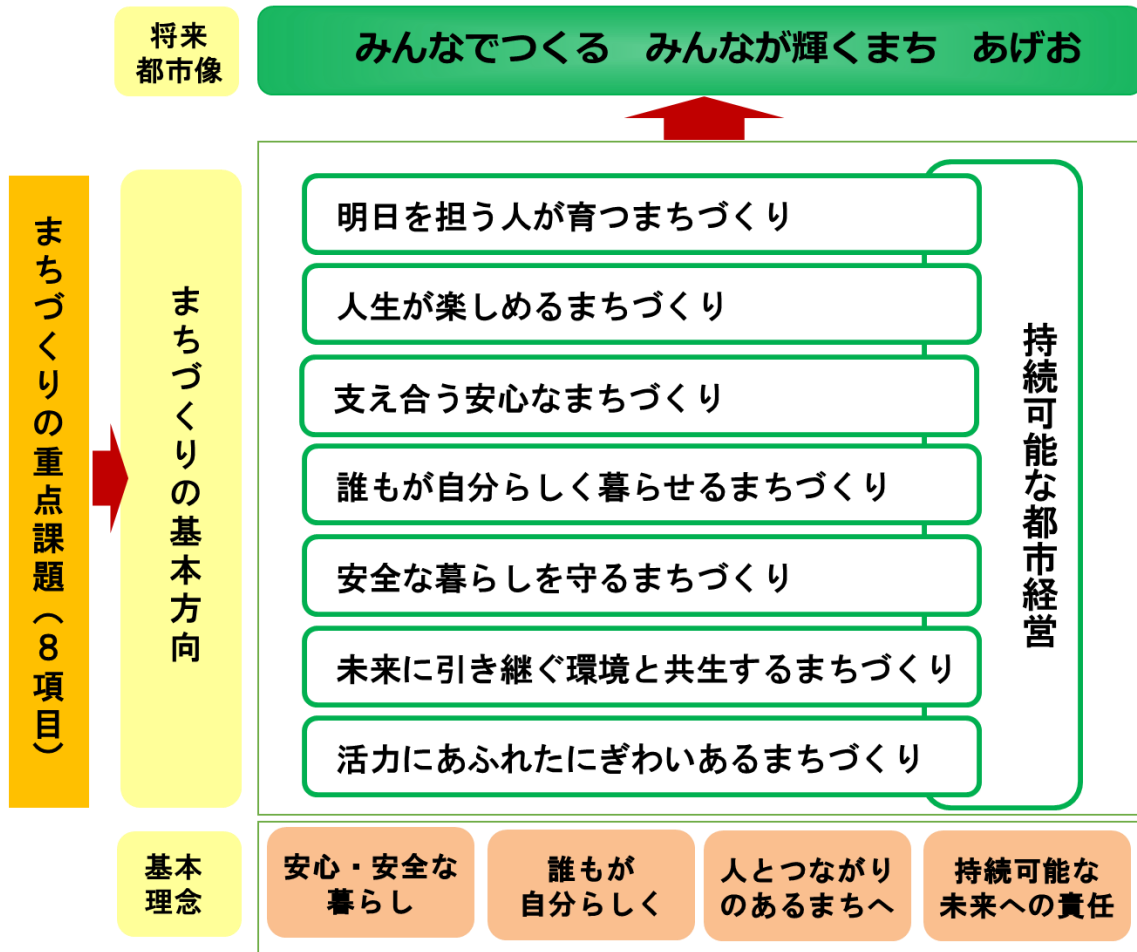 将来
都市像
みんなでつくる　みんなが輝くまち　あげお
まちづくりの重点課題（８項目）
まちづくりの基本方向
明日を担う人が育つまちづくり
人生が楽しめるまちづくり
支え合う安心なまちづくり
誰もが自分らしく暮らせるまちづくり
安全な暮らしを守るまちづくり
未来に引き継ぐ環境と共生するまちづくり
活力にあふれたにぎわいあるまちづくり
持続可能な都市経営
基本
理念
安心・安全な
暮らし
誰もが
自分らしく
人とつながり
のあるまちへ
持続可能な
未来への責任